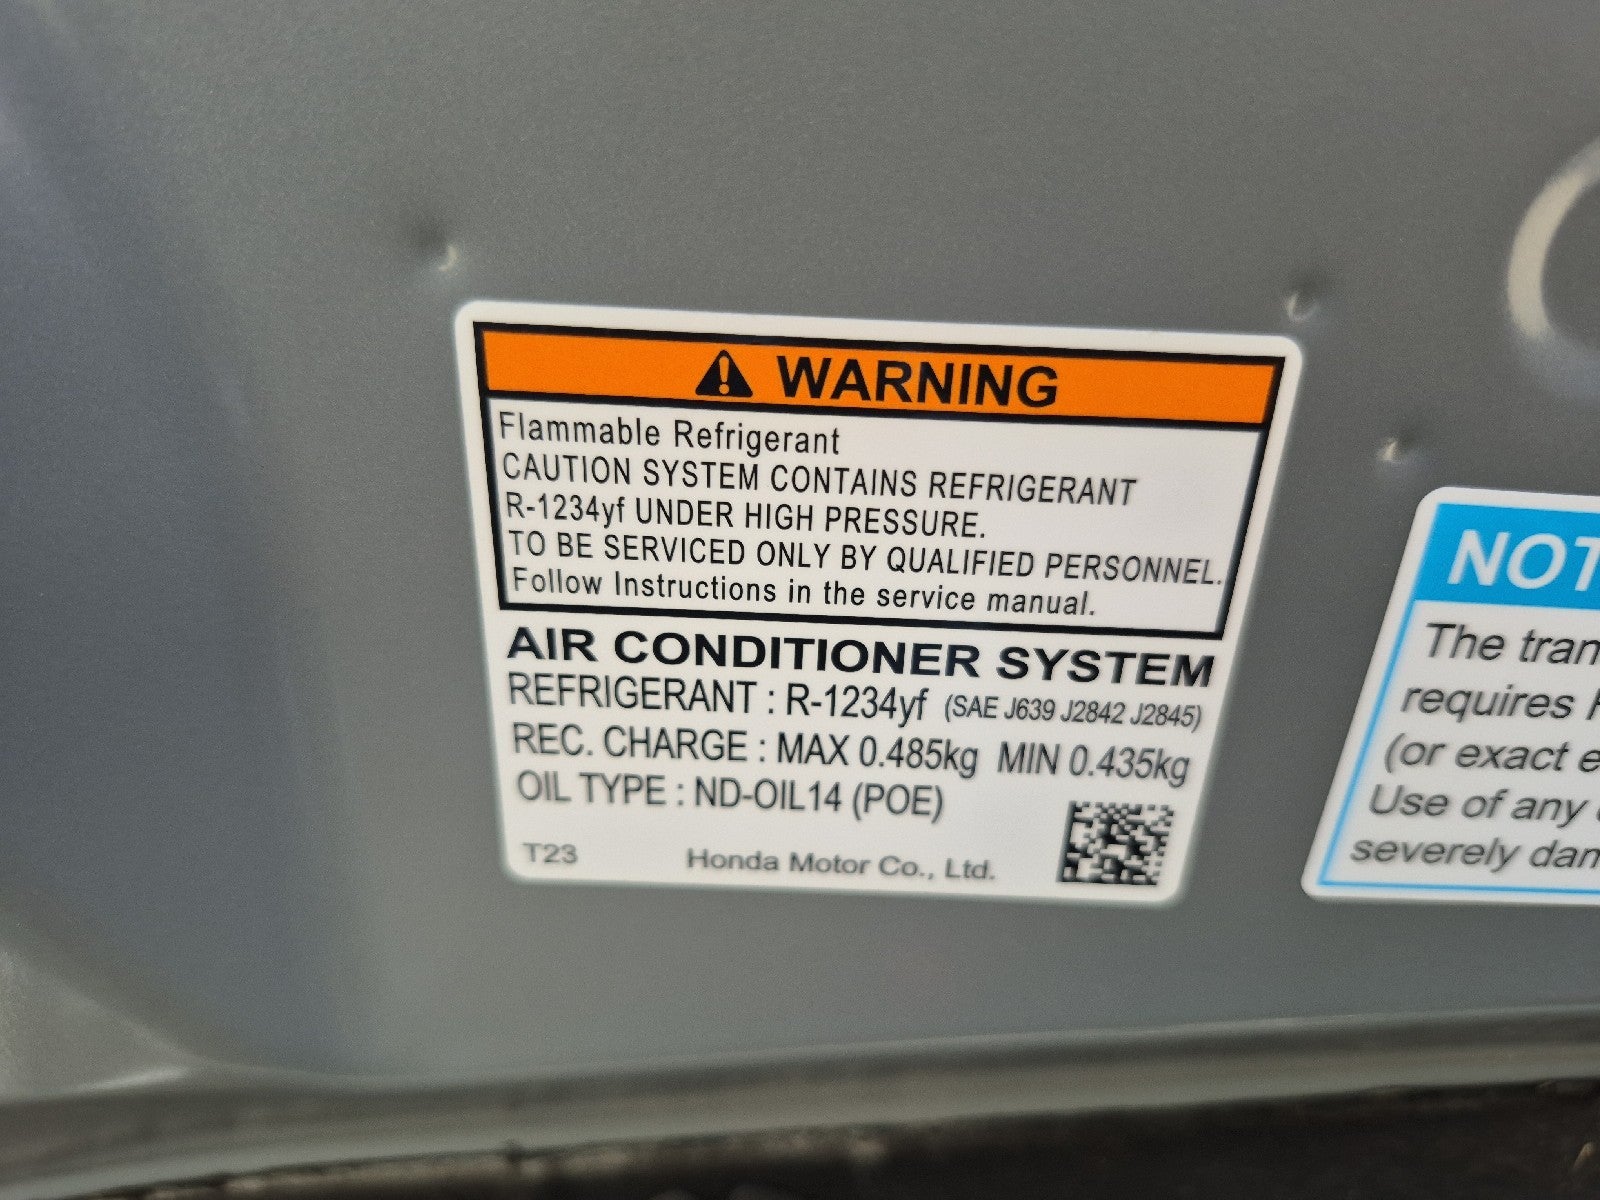 WARNING
Flammable Refrigerant
CAUTION SYSTEM CONTAINS REFRIGERANT
R-1234yf UNDER HIGH PRESSURE.
TO BE SERVICED ONLY BY QUALIFIED PERSONNEL.
Follow Instructions in the service manual.
AIR CONDITIONER SYSTEM
REFRIGERANT : R-1234yf (SAE J639 J2842 J2845)
REC. CHARGE : MAX 0.485kg MIN 0.435kg
OIL TYPE : ND-OIL14 (POE)
T23 Honda Motor Co., Ltd.
The
requires
(or exact
Use of any
severely